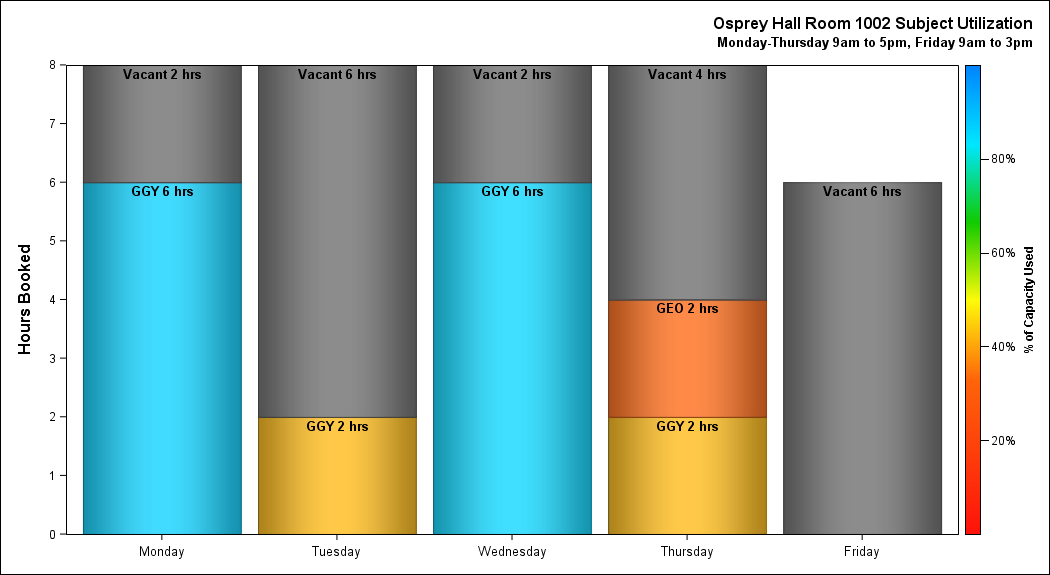 Osprey Hall Room 1002 Subject Utilization
Monday-Thursday 9am to 5pm, Friday 9am to 3pm
Hours Booked
8
7
6
5
4
3
2
1
0
Vacant 2 hrs
GGY 6 hrs
Vacant 6 hrs
GGY 2 hrs
Vacant 2 hrs
GGY 6 hrs
Vacant 4 hrs
GEO 2 hrs
GGY 2 hrs
Vacant 6 hrs
Monday
Tuesday
Wednesday
Thursday
Friday
80%
60%
40%
20%
% of Capacity Used